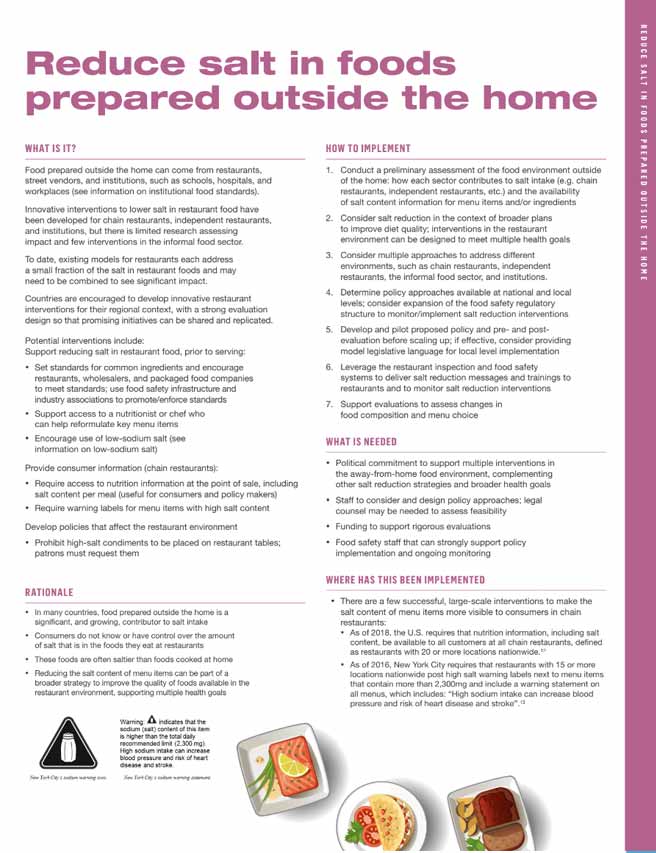 Reduce salt in foods
prepared outside the home
WHAT IS IT?
Food prepared outside the home can come from restaurants,
street vendors, and institutions, such as schools, hospitals, and
workplaces (see information on institutional food standards).
Innovative interventions to lower salt in restaurant food have
been developed for chain restaurants, independent restaurants,
and institutions, but there is limited research assessing
impact and few interventions in the informal food sector.
To date, existing models for restaurants each address
a small fraction of the salt in restaurant foods and may
need to be combined to see significant impact.
Countries are encouraged to develop innovative restaurant
interventions for their regional context, with a strong evaluation
design so that promising initiatives can be shared and replicated.
Potential interventions include:
Support reducing salt in restaurant food, prior to serving:
• Set standards for common ingredients and encourage
restaurants, wholesalers, and packaged food companies
to meet standards; use food safety infrastructure and
industry associations to promote/enforce standards
• Support access to a nutritionist or chef who
can help reformulate key menu items
• Encourage use of low-sodium salt (see
information on low-sodium salt)
Provide consumer information (chain restaurants):
• Require access to nutrition information at the point of sale, including
salt content per meal (useful for consumers and policy makers)
• Require warning labels for menu items with high salt content
Develop policies that affect the restaurant environment
• Prohibit high-salt condiments to be placed on restaurant tables;
patrons must request them
RATIONALE
• In many countries, food prepared outside the home is a
significant, and growing, contributor to salt intake
• Consumers do not know or have control over the amount
of salt that is in the foods they eat at restaurants
• These foods are often saltier than foods cooked at home
• Reducing the salt content of menu items can be part of a
broader strategy to improve the quality of foods available in the
restaurant environment, supporting multiple health goals
New York City's sodium warning icon.
Warning: indicates that the
sodium (salt) content of this item
is higher than the total daily
recommended limit (2,300 mg).
High sodium intake can increase
blood pressure and risk of heart
disease and stroke.
New York City's sodium warning statement.
HOW TO IMPLEMENT
1. Conduct a preliminary assessment of the food environment outside
of the home: how each sector contributes to salt intake (e.g. chain
restaurants, independent restaurants, etc.) and the availability
of salt content information for menu items and/or ingredients
2. Consider salt reduction in the context of broader plans
to improve diet quality; interventions in the restaurant
environment can be designed to meet multiple health goals
3. Consider multiple approaches to address different
environments, such as chain restaurants, independent
restaurants, the informal food sector, and institutions.
4. Determine policy approaches available at national and local
levels; consider expansion of the food safety regulatory
structure to monitor/implement salt reduction interventions
5. Develop and pilot proposed policy and pre- and post-
evaluation before scaling up; if effective, consider providing
model legislative language for local level implementation
6. Leverage the restaurant inspection and food safety
systems to deliver salt reduction messages and trainings to
restaurants and to monitor salt reduction interventions
7. Support evaluations to assess changes in
food composition and menu choice
WHAT IS NEEDED
• Political commitment to support multiple interventions in
the away-from-home food environment, complementing
other salt reduction strategies and broader health goals
• Staff to consider and design policy approaches; legal
counsel may be needed to assess feasibility
• Funding to support rigorous evaluations
• Food safety staff that can strongly support policy
implementation and ongoing monitoring
WHERE HAS THIS BEEN IMPLEMENTED
• There are a few successful, large-scale interventions to make the
salt content of menu items more visible to consumers in chain
restaurants:
• As of 2018, the U.S. requires that nutrition information, including salt
content, be available to all customers at all chain restaurants, defined
as restaurants with 20 or more locations nationwide.
• As of 2016, New York City requires that restaurants with 15 or more
locations nationwide post high salt warning labels next to menu items
that contain more than 2,300mg and include a warning statement on
all menus, which includes: “High sodium intake can increase blood
pressure and risk of heart disease and stroke”.
REDUCE SALT IN FOODS PREPARED OUTSIDE THE HOME